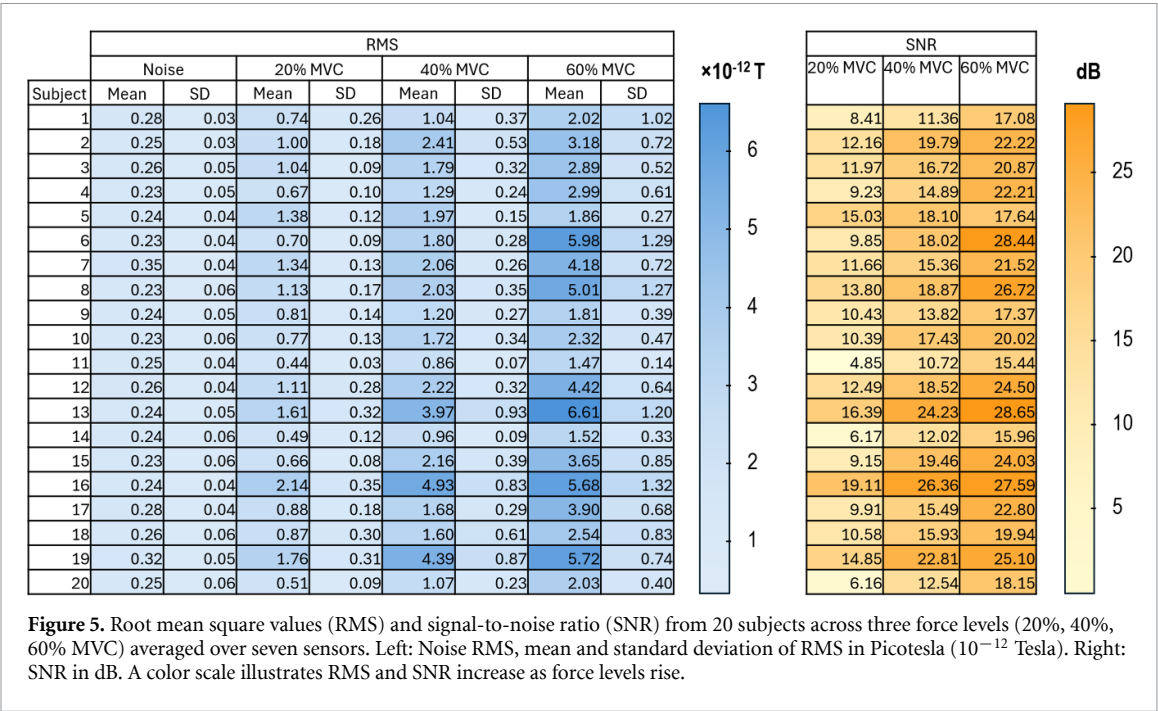 RMS SNR
Noise 20% MVC 40% MVC 60% MVC ×10⁻¹² T 20% MVC 40% MVC 60% MVC dB
Subject Mean SD Mean SD Mean SD Mean SD
1 0.28 0.03 0.74 0.26 1.04 0.37 2.02 1.02 8.41 11.36 17.08
2 0.25 0.03 1.00 0.18 2.41 0.53 3.18 0.72 6 12.16 19.79 22.22
3 0.26 0.05 1.04 0.09 1.79 0.32 2.89 0.52 11.97 16.72 20.87 25
4 0.23 0.05 0.67 0.10 1.29 0.24 2.99 0.61 9.23 14.89 22.21
5 0.24 0.04 1.38 0.12 1.97 0.15 1.86 0.27 5 15.03 18.10 17.64
6 0.23 0.04 0.70 0.09 1.80 0.28 5.98 1.29 9.85 18.02 28.44 20
7 0.35 0.04 1.34 0.13 2.06 0.26 4.18 0.72 11.66 15.36 21.52
8 0.23 0.06 1.13 0.17 2.03 0.35 5.01 1.27 4 13.80 18.87 26.72
9 0.24 0.05 0.81 0.14 1.20 0.27 1.81 0.39 10.43 13.82 17.37
10 0.23 0.06 0.77 0.13 1.72 0.34 2.32 0.47 10.39 17.43 20.02 15
11 0.25 0.04 0.44 0.03 0.86 0.07 1.47 0.14 4.85 10.72 15.44
12 0.26 0.04 1.11 0.28 2.22 0.32 4.42 0.64 3 12.49 18.52 24.50
13 0.24 0.05 1.61 0.32 3.97 0.93 6.61 1.20 16.39 24.23 28.65 10
14 0.24 0.06 0.49 0.12 0.96 0.09 1.52 0.33 6.17 12.02 15.96
15 0.23 0.06 0.66 0.08 2.16 0.39 3.65 0.85 2 9.15 19.46 24.03
16 0.24 0.04 2.14 0.35 4.93 0.83 5.68 1.32 19.11 26.36 27.59
17 0.28 0.04 0.88 0.18 1.68 0.29 3.90 0.68 9.91 15.49 22.80 5
18 0.26 0.06 0.87 0.30 1.60 0.61 2.54 0.83 1 10.58 15.93 19.94
19 0.32 0.05 1.76 0.31 4.39 0.87 5.72 0.74 14.85 22.81 25.10
20 0.25 0.06 0.51 0.09 1.07 0.23 2.03 0.40 6.16 12.54 18.15
Figure 5. Root mean square values (RMS) and signal-to-noise ratio (SNR) from 20 subjects across three force levels (20%, 40%,
60% MVC) averaged over seven sensors. Left: Noise RMS, mean and standard deviation of RMS in Picotesla (10⁻¹² Tesla). Right:
SNR in dB. A color scale illustrates RMS and SNR increase as force levels rise.